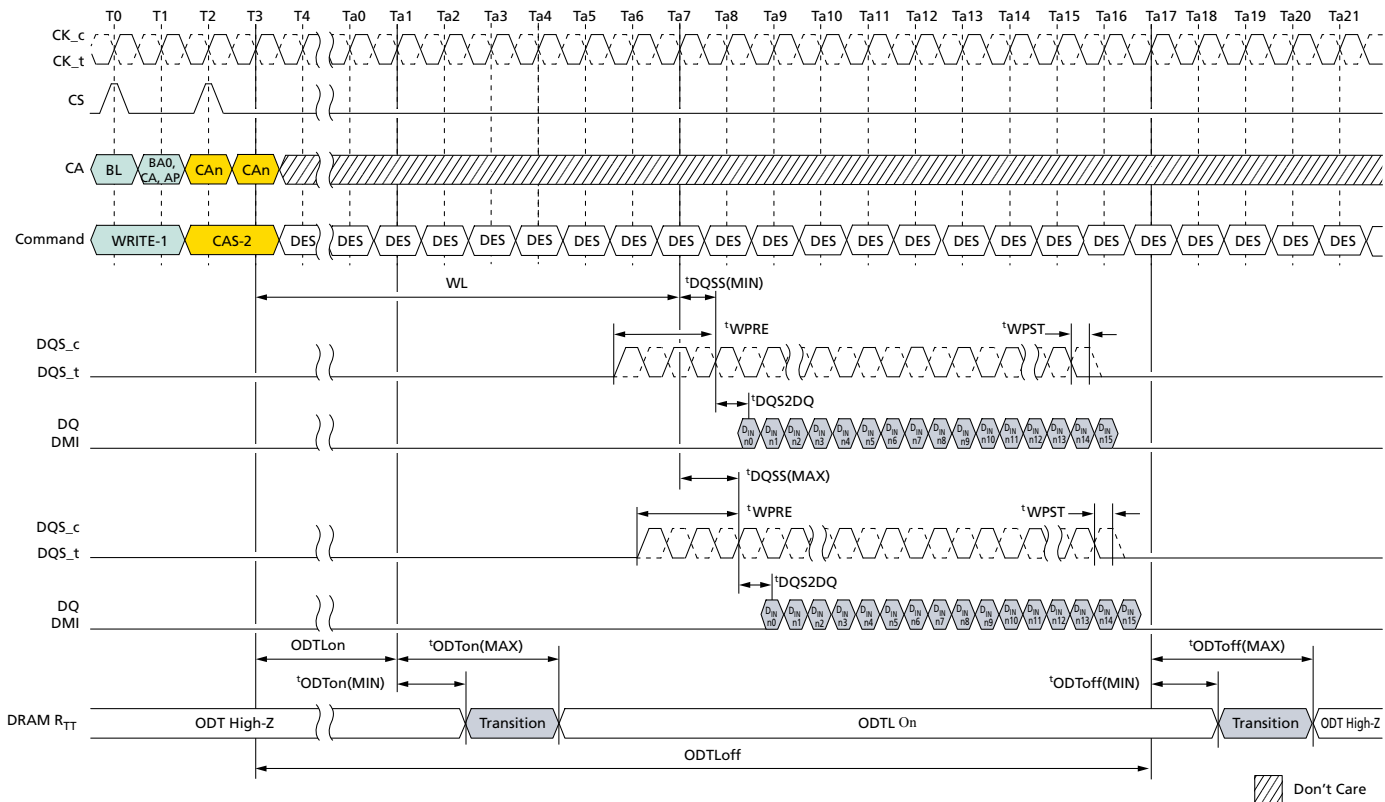 T0 T1 T2 T3 T4 Ta0 Ta1 Ta2 Ta3 Ta4 Ta5 Ta6 Ta7 Ta8 Ta9 Ta10 Ta11 Ta12 Ta13 Ta14 Ta15 Ta16 Ta17 Ta18 Ta19 Ta20 Ta21
CK_c
CK_t
CS
CA BL BA0, CA, AP CAn CAn
Command WRITE-1 CAS-2 DES DES DES DES DES DES DES DES DES DES DES DES DES DES DES DES DES DES DES DES DES DES DES
WL tDQSS(MIN)
tWPRE tWPST
DQS_c
DQS_t
tDQS2DQ
DQ
DMI
DIN n0 DIN n1 DIN n2 DIN n3 DIN n4 DIN n5 DIN n6 DIN n7 DIN n8 DIN n9 DIN n10 DIN n11 DIN n12 DIN n13 DIN n14 DIN n15
tDQSS(MAX)
tWPRE tWPST
DQS_c
DQS_t
tDQS2DQ
DQ
DMI
DIN n0 DIN n1 DIN n2 DIN n3 DIN n4 DIN n5 DIN n6 DIN n7 DIN n8 DIN n9 DIN n10 DIN n11 DIN n12 DIN n13 DIN n14 DIN n15
ODTLon tODTon(MAX) tODToff(MAX)
tODTon(MIN) tODToff(MIN)
DRAM RTT ODT High-Z Transition ODTL On Transition ODT High-Z
ODTLoff
Don't Care